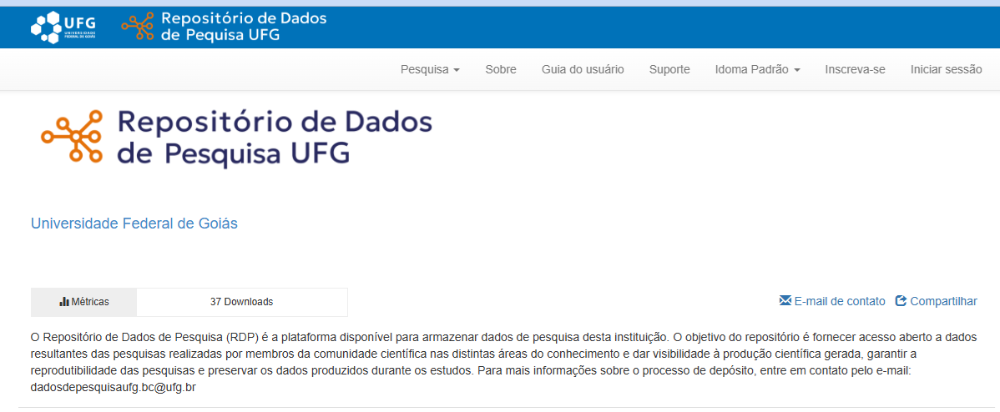 UFG
UNIVERSIDADE
FEDERAL DE GOIÁS
Repositório de Dados
de Pequisa UFG
Pesquisa Sobre Guia do usuário Suporte Idoma Padrão Inscreva-se Iniciar sessão
Repositório de Dados
de Pesquisa UFG
Universidade Federal de Goiás
Métricas 37 Downloads E-mail de contato Compartilhar
O Repositório de Dados de Pesquisa (RDP) é a plataforma disponível para armazenar dados de pesquisa desta instituição. O objetivo do repositório é fornecer acesso aberto a dados
resultantes das pesquisas realizadas por membros da comunidade científica nas distintas áreas do conhecimento e dar visibilidade à produção científica gerada, garantir a
reprodutibilidade das pesquisas e preservar os dados produzidos durante os estudos. Para mais informações sobre o processo de depósito, entre em contato pelo e-mail:
dadosdepesquisaufg.bc@ufg.br